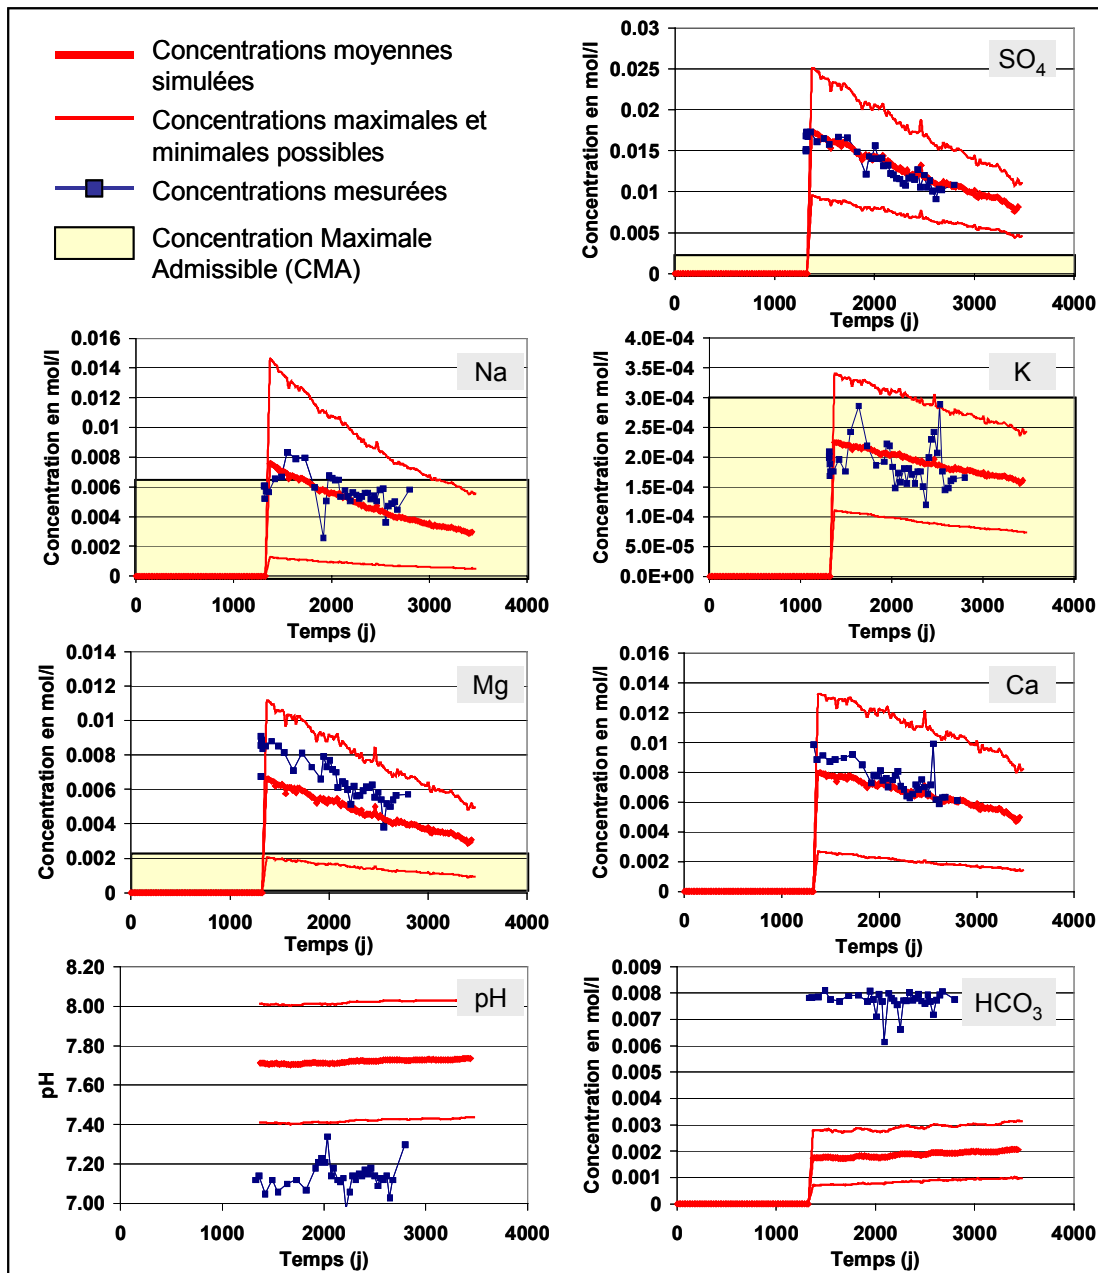 Concentrations moyennes
simulées
Concentrations maximales et
minimales possibles
Concentrations mesurées
Concentration Maximale
Admissible (CMA)
SO4
Concentration en mol/l
0.03
0.025
0.02
0.015
0.01
0.005
0
0 1000 2000 3000 4000
Temps (j)
Na
Concentration en mol/l
0.016
0.014
0.012
0.01
0.008
0.006
0.004
0.002
0
0 1000 2000 3000 4000
Temps (j)
K
Concentration en mol/l
4.0E-04
3.5E-04
3.0E-04
2.5E-04
2.0E-04
1.5E-04
1.0E-04
5.0E-05
0.0E+00
0 1000 2000 3000 4000
Temps (j)
Mg
Concentration en mol/l
0.014
0.012
0.01
0.008
0.006
0.004
0.002
0
0 1000 2000 3000 4000
Temps (j)
Ca
Concentration en mol/l
0.016
0.014
0.012
0.01
0.008
0.006
0.004
0.002
0
0 1000 2000 3000 4000
Temps (j)
pH
pH
8.20
8.00
7.80
7.60
7.40
7.20
7.00
0 1000 2000 3000 4000
Temps (j)
HCO3
Concentration en mol/l
0.009
0.008
0.007
0.006
0.005
0.004
0.003
0.002
0.001
0
0 1000 2000 3000 4000
Temps (j)